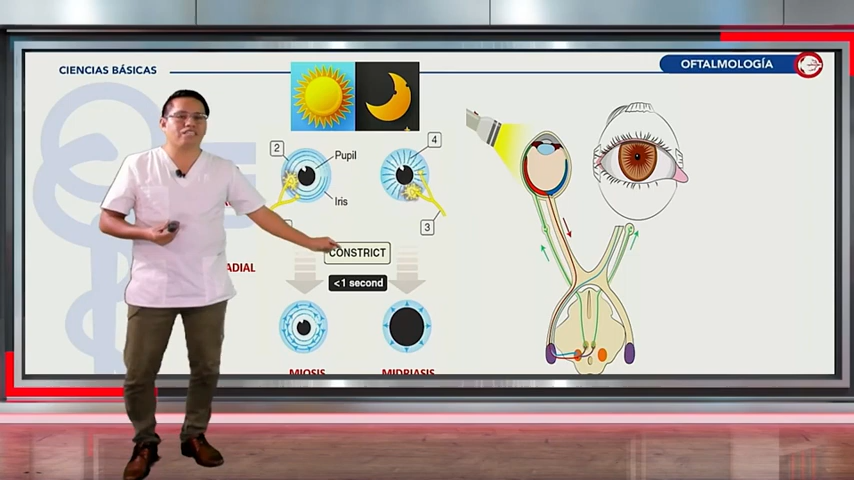 CIENCIAS BÁSICAS
OFTALMOLOGÍA
2
4
Pupil
Iris
3
CONSTRICT
ADIAL
<1 second
MIOSIS
MIDRIASIS